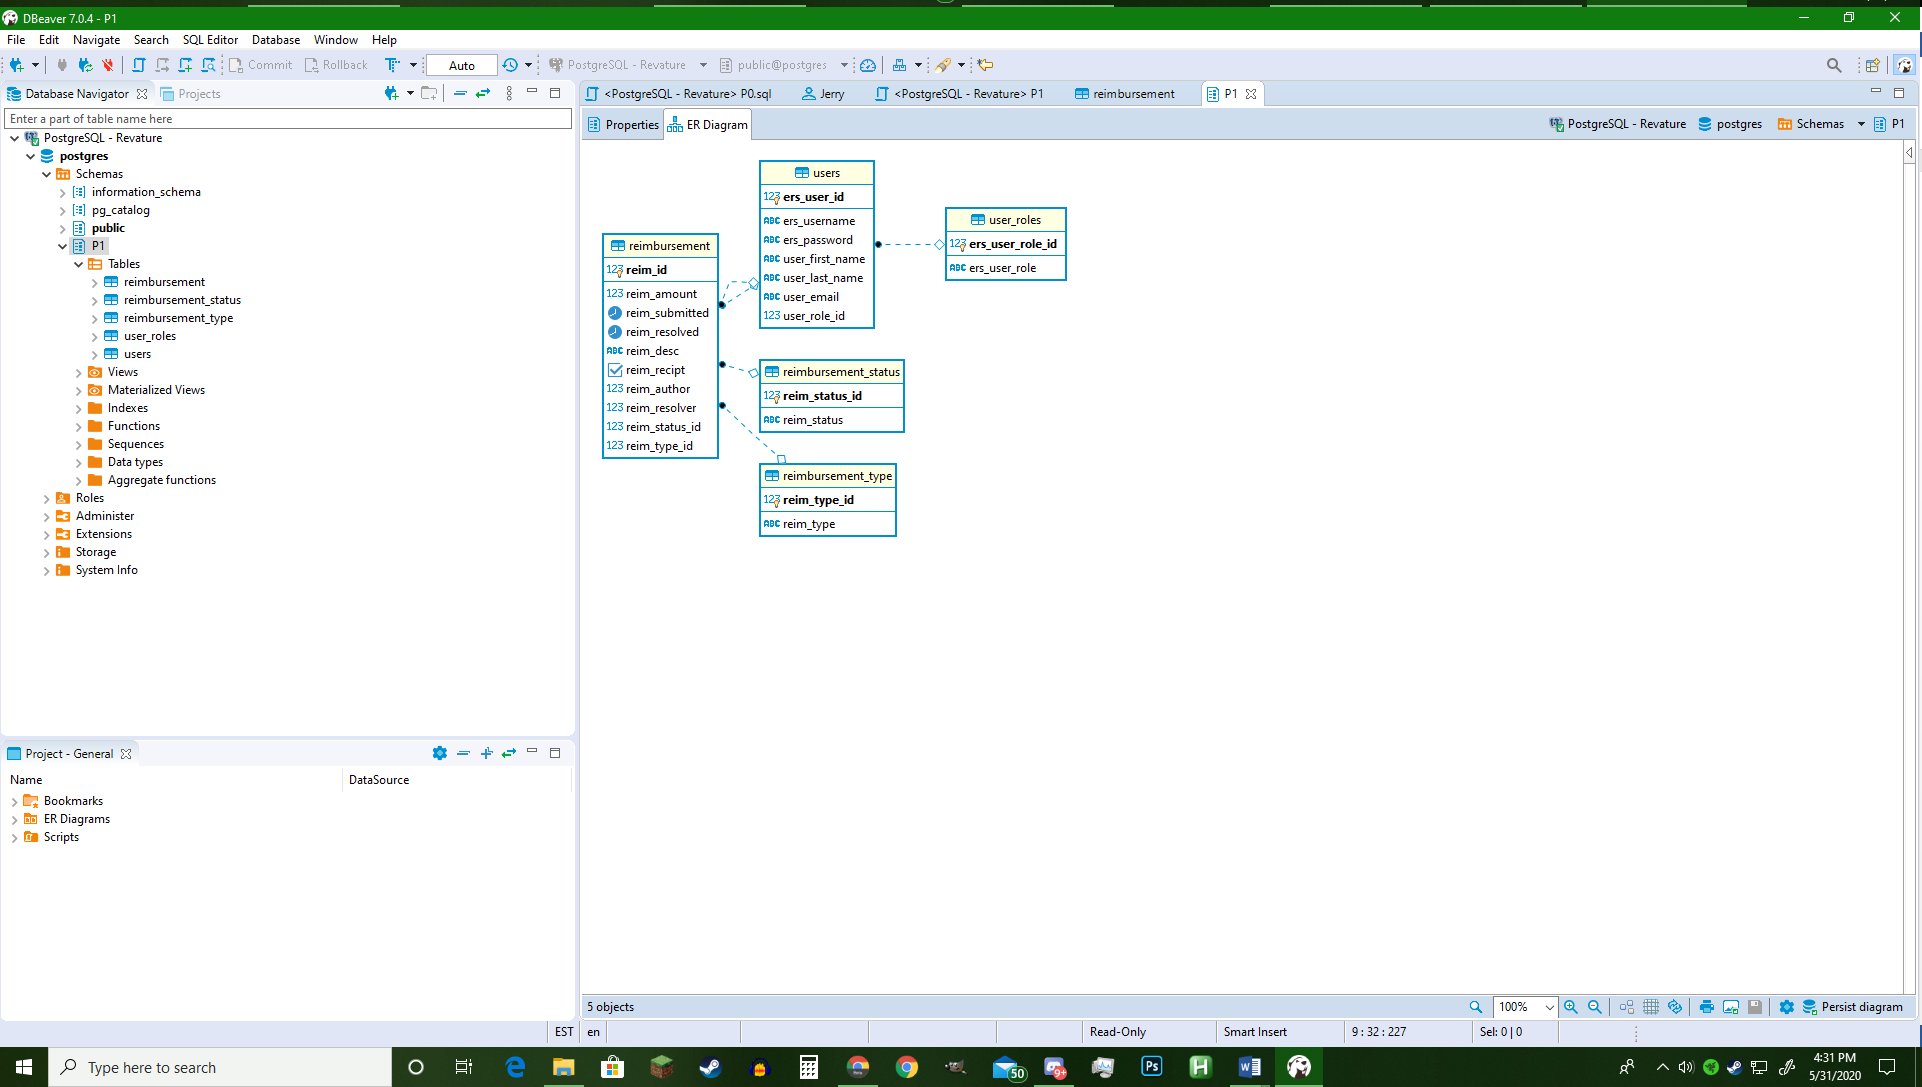 DBeaver 7.0.4 - P1
File Edit Navigate Search SQL Editor Database Window Help
Commit Rollback Auto PostgreSQL - Revature public@postgres
Database Navigator Projects
Enter a part of table name here
PostgreSQL - Revature
postgres
Schemas
information_schema
pg_catalog
public
P1
Tables
reimbursement
reimbursement_status
reimbursement_type
user_roles
users
Views
Materialized Views
Indexes
Functions
Sequences
Data types
Aggregate functions
Roles
Administer
Extensions
Storage
System Info
Project - General
Name DataSource
Bookmarks
ER Diagrams
Scripts
<PostgreSQL - Revature> P0.sql Jerry <PostgreSQL - Revature> P1 reimbursement P1
Properties ER Diagram PostgreSQL - Revature postgres Schemas P1
reimbursement
123 reim_id
123 reim_amount
reim_submitted
reim_resolved
ABC reim_desc
reim_recipt
123 reim_author
123 reim_resolver
123 reim_status_id
123 reim_type_id
users
123 ers_user_id
ABC ers_username
ABC ers_password
ABC user_first_name
ABC user_last_name
ABC user_email
123 user_role_id
user_roles
123 ers_user_role_id
ABC ers_user_role
reimbursement_status
123 reim_status_id
ABC reim_status
reimbursement_type
123 reim_type_id
ABC reim_type
5 objects 100% Persist diagram
EST en Read-Only Smart Insert 9 : 32 : 227 Sel: 0 | 0
Type here to search 50 9+ Ps H W 4:31 PM
5/31/2020